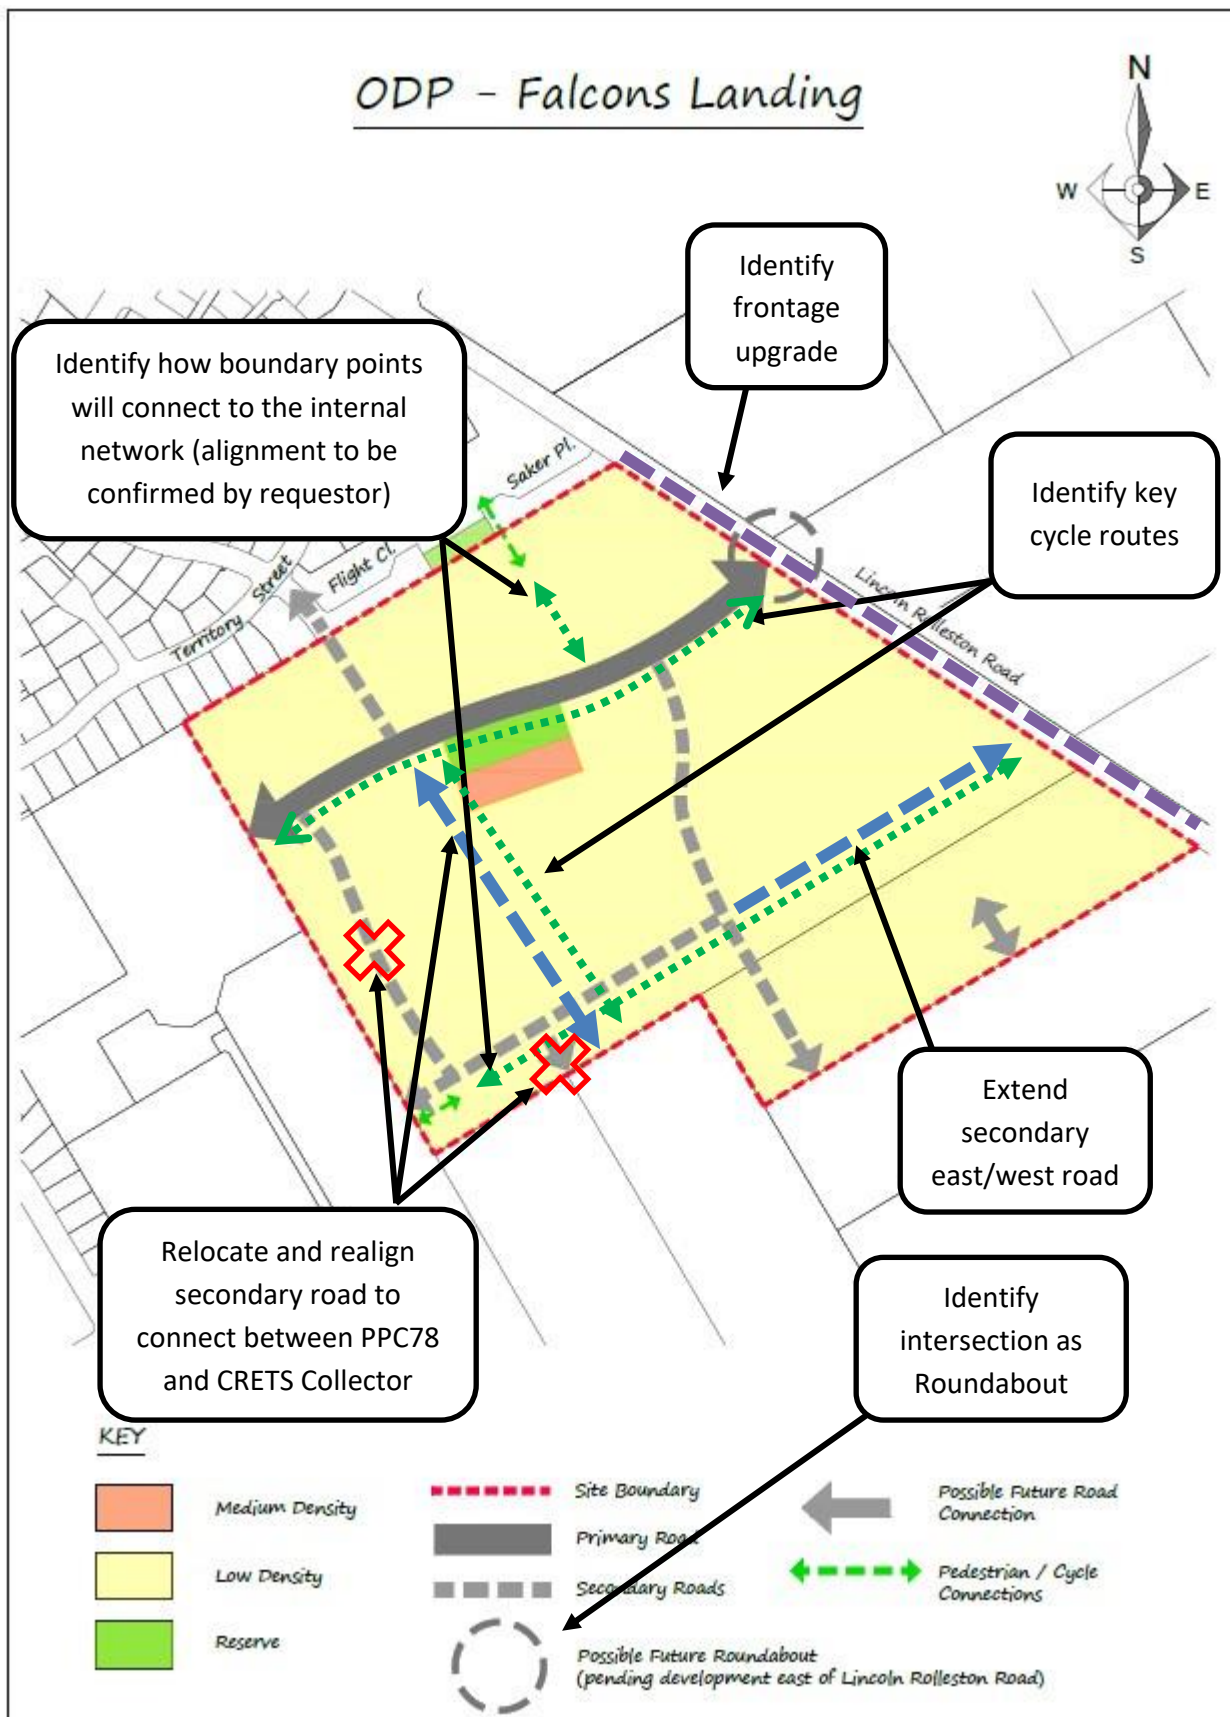 ODP - Falcons Landing
N
W
E
S
Identify
frontage
upgrade
Identify how boundary points
will connect to the internal
network (alignment to be
confirmed by requestor)
Identify key
cycle routes
Saker Pl.
Flight Cl.
Territory Street
Lincoln Rolleston Road
Extend
secondary
east/west road
Relocate and realign
secondary road to
connect between PPC78
and CRETS Collector
Identify
intersection as
Roundabout
KEY
Medium Density
Low Density
Reserve
Site Boundary
Primary Road
Secondary Roads
Possible Future Roundabout
(pending development east of Lincoln Rolleston Road)
Possible Future Road
Connection
Pedestrian / Cycle
Connections